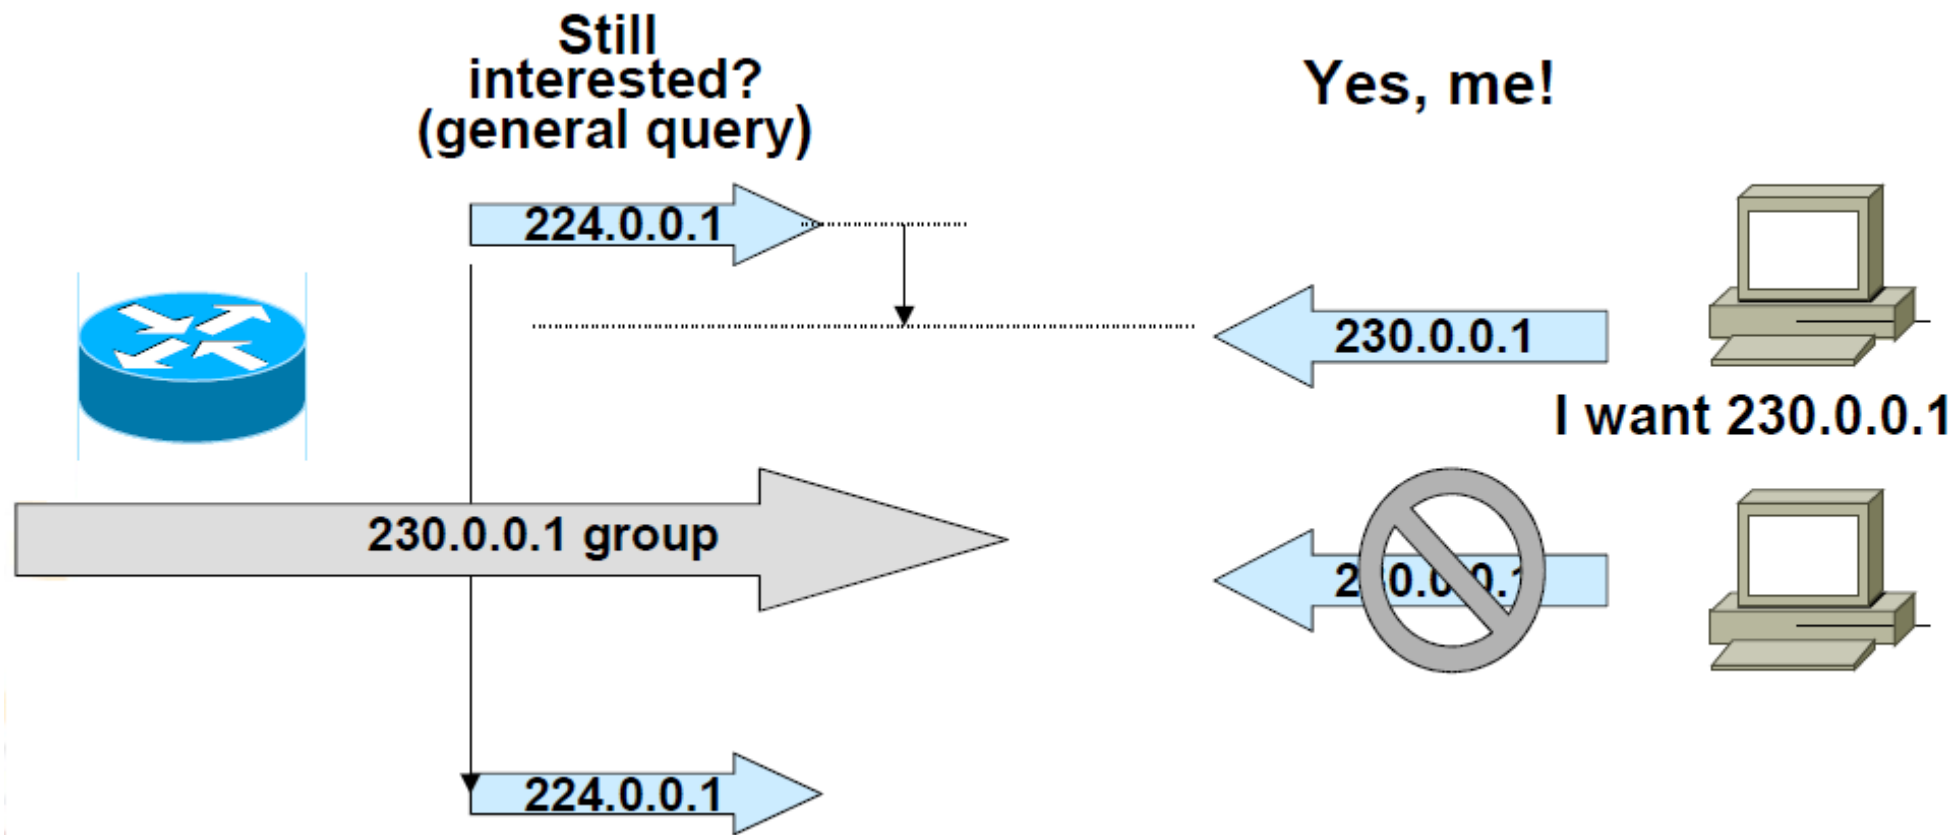 Still
interested?
(general query)
Yes, me!
224.0.0.1
230.0.0.1
I want 230.0.0.1
230.0.0.1 group
224.0.0.1